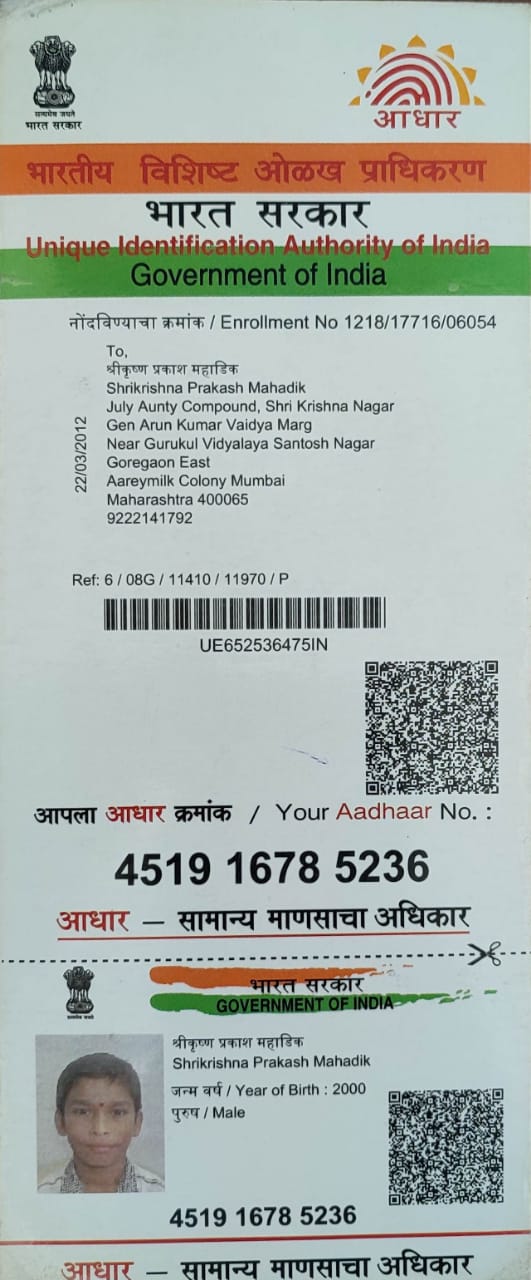 सत्यमेव जयते
भारत सरकार
आधार
भारतीय विशिष्ट ओळख प्राधिकरण
भारत सरकार
Unique Identification Authority of India
Government of India
नोंदविण्याचा क्रमांक / Enrollment No 1218/17716/06054
To,
श्रीकृष्ण प्रकाश महाडिक
Shrikrishna Prakash Mahadik
July Aunty Compound, Shri Krishna Nagar
Gen Arun Kumar Vaidya Marg
Near Gurukul Vidyalaya Santosh Nagar
Goregaon East
Aareymilk Colony Mumbai
Maharashtra 400065
9222141792
22/03/2012
Ref: 6 / 08G / 11410 / 11970 / P
UE652536475IN
आपला आधार क्रमांक / Your Aadhaar No. :
4519 1678 5236
आधार – सामान्य माणसाचा अधिकार
भारत सरकार
GOVERNMENT OF INDIA
श्रीकृष्ण प्रकाश महाडिक
Shrikrishna Prakash Mahadik
जन्म वर्ष / Year of Birth : 2000
पुरुष / Male
4519 1678 5236
आधार – सामान्य माणसाचा अधिकार